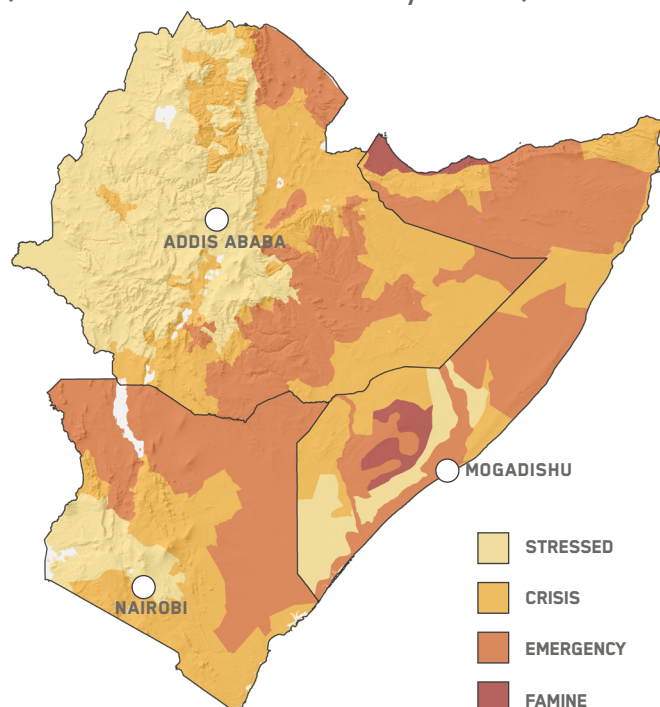 ADDIS ABABA
MOGADISHU
NAIROBI
STRESSED
CRISIS
EMERGENCY
FAMINE